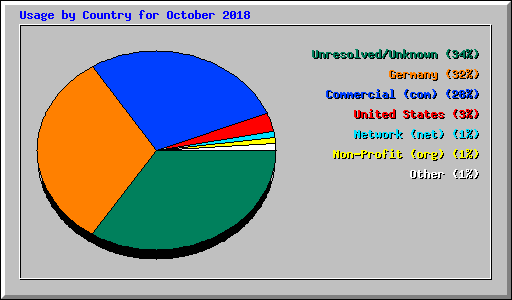 Usage by Country for October 2018
Unresolved/Unknown (34%)
Germany (32%)
Commercial (com) (28%)
United States (3%)
Network (net) (1%)
Non-Profit (org) (1%)
Other (1%)